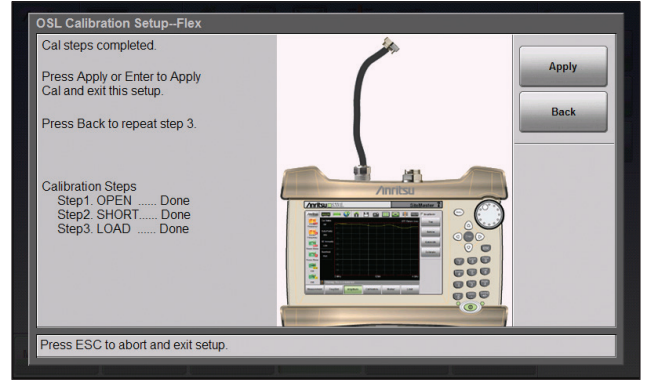 OSL Calibration Setup--Flex
Cal steps completed.
Press Apply or Enter to Apply
Cal and exit this setup.
Press Back to repeat step 3.
Calibration Steps
Step1. OPEN ...... Done
Step2. SHORT...... Done
Step3. LOAD ...... Done
Apply
Back
Anritsu
Anritsu
Press ESC to abort and exit setup.